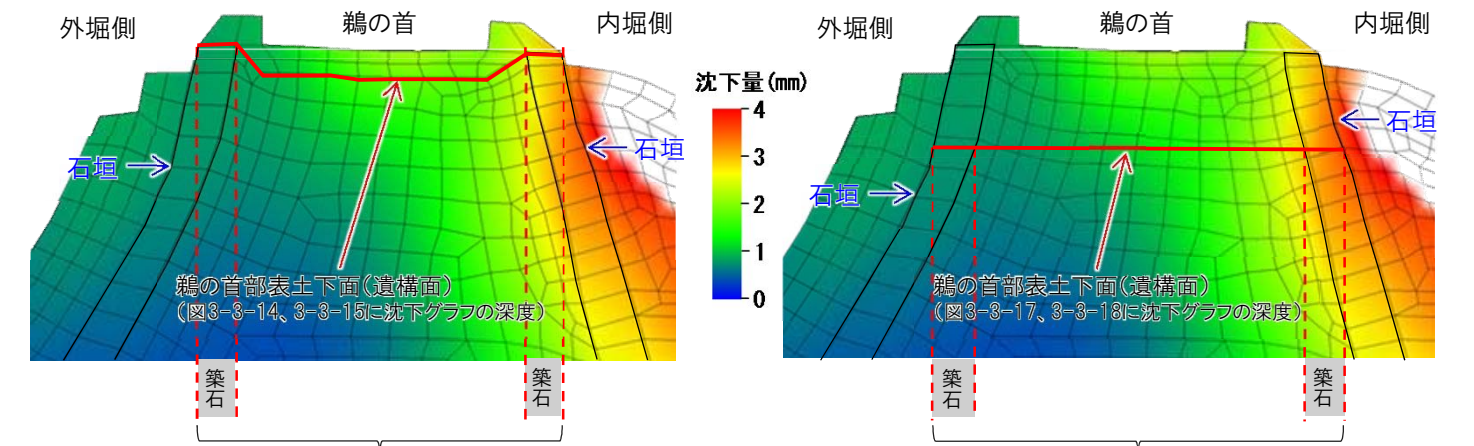 外堀側
鵜の首
内堀側
石垣
石垣
鵜の首部表土下面(遺構面)
(図3-3-14、3-3-15に沈下グラフの深度)
築石
築石
沈下量(mm)
4
3
2
1
0
外堀側
鵜の首
内堀側
石垣
石垣
鵜の首部表土下面(遺構面)
(図3-3-17、3-3-18に沈下グラフの深度)
築石
築石